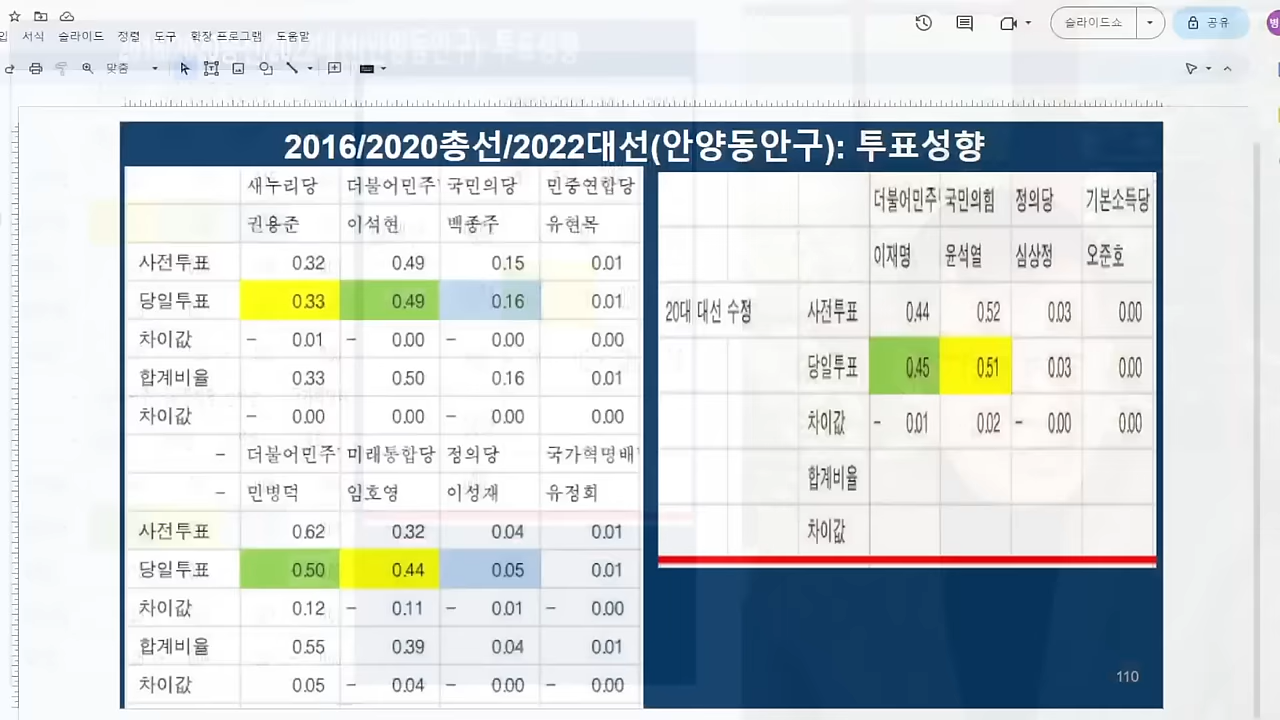 서식 슬라이드 정렬 도구 확장 프로그램 도움말
슬라이드쇼
공유
맞춤
2016/2020총선/2022대선(안양동안구): 투표성향
새누리당 더불어민주 국민의당 민중연합당
권용준 이석현 백종주 유현목
사전투표 0.32 0.49 0.15 0.01
당일투표 0.33 0.49 0.16 0.01
차이값 - 0.01 - 0.00 - 0.00 0.00
합계비율 0.33 0.50 0.16 0.01
차이값 - 0.00 0.00 - 0.00 0.00
- 더불어민주 미래통합당 정의당 국가혁명배
- 민병덕 임호영 이성재 유정회
사전투표 0.62 0.32 0.04 0.01
당일투표 0.50 0.44 0.05 0.01
차이값 0.12 - 0.11 - 0.01 - 0.00
합계비율 0.55 0.39 0.04 0.01
차이값 0.05 - 0.04 - 0.00 - 0.00
더불어민주 국민의힘 정의당 기본소득당
이재명 윤석열 심상정 오준호
20대 대선 수정 사전투표 0.44 0.52 0.03 0.00
당일투표 0.45 0.51 0.03 0.00
차이값 - 0.01 0.02 - 0.00 0.00
합계비율
차이값
110